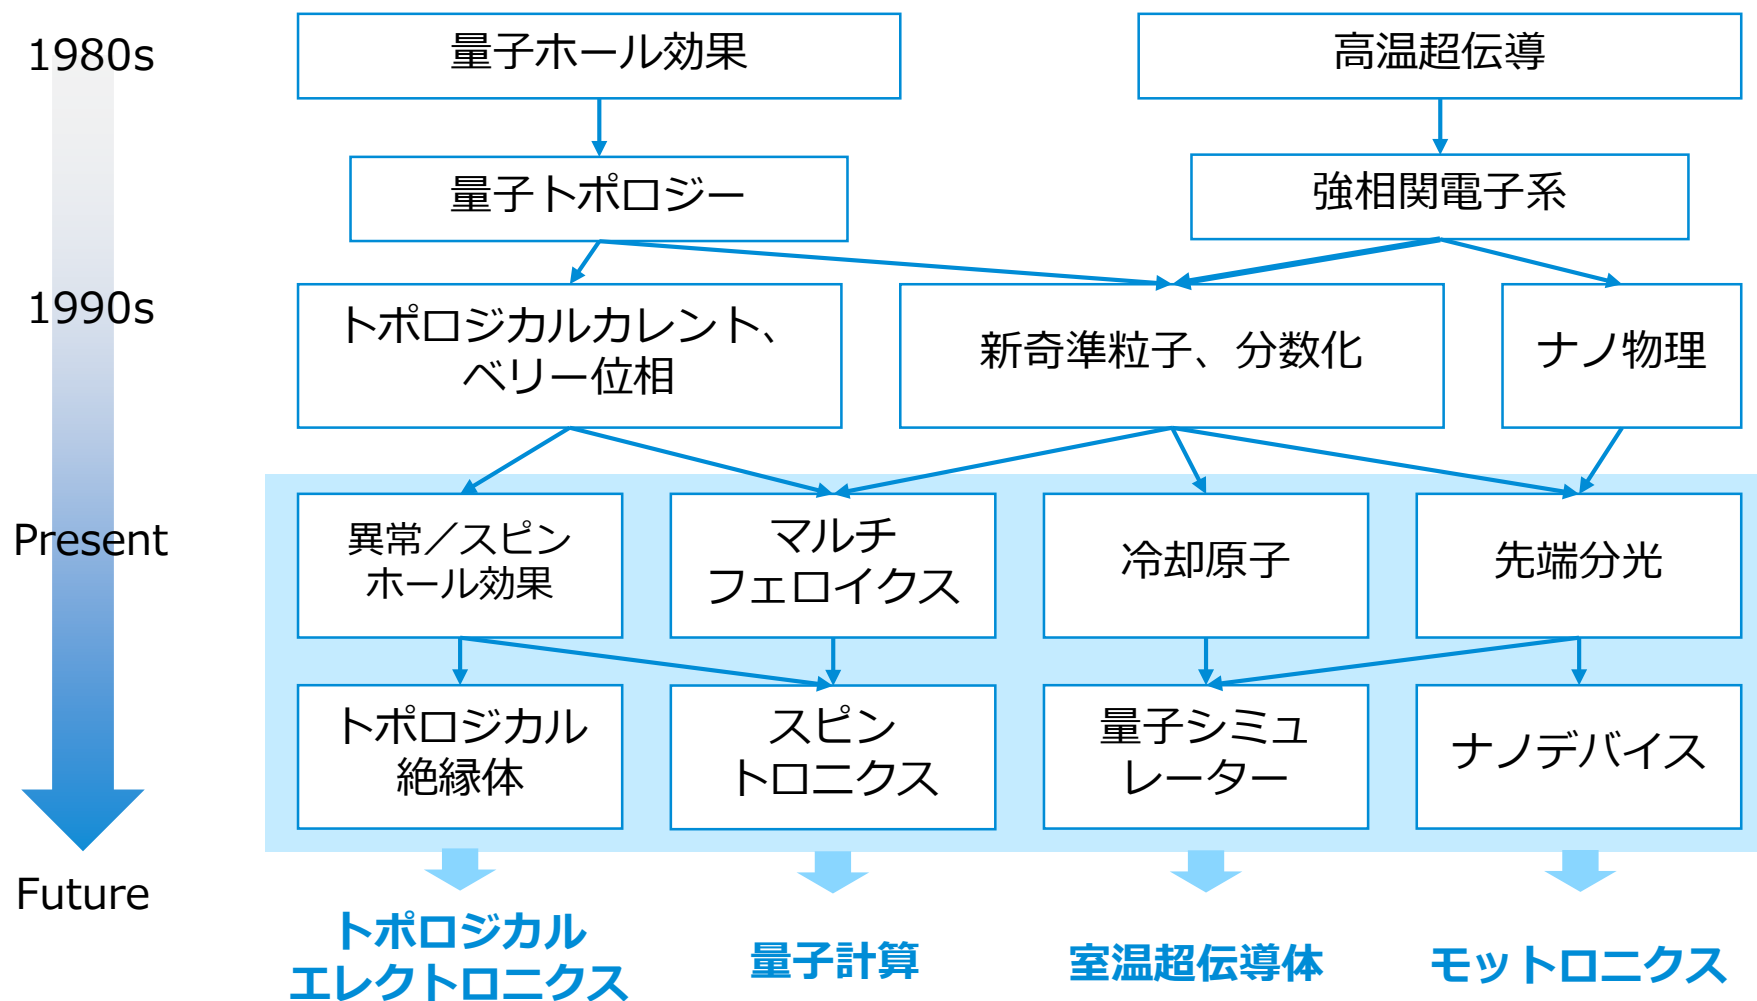 1980s
量子ホール効果
高温超伝導
量子トポロジー
強相関電子系
1990s
トポロジカルカレント、
ベリー位相
新奇準粒子、分数化
ナノ物理
Present
異常／スピン
ホール効果
マルチ
フェロイクス
冷却原子
先端分光
トポロジカル
絶縁体
スピン
トロニクス
量子シミュ
レーター
ナノデバイス
Future
トポロジカル
エレクトロニクス
量子計算
室温超伝導体
モットロニクス